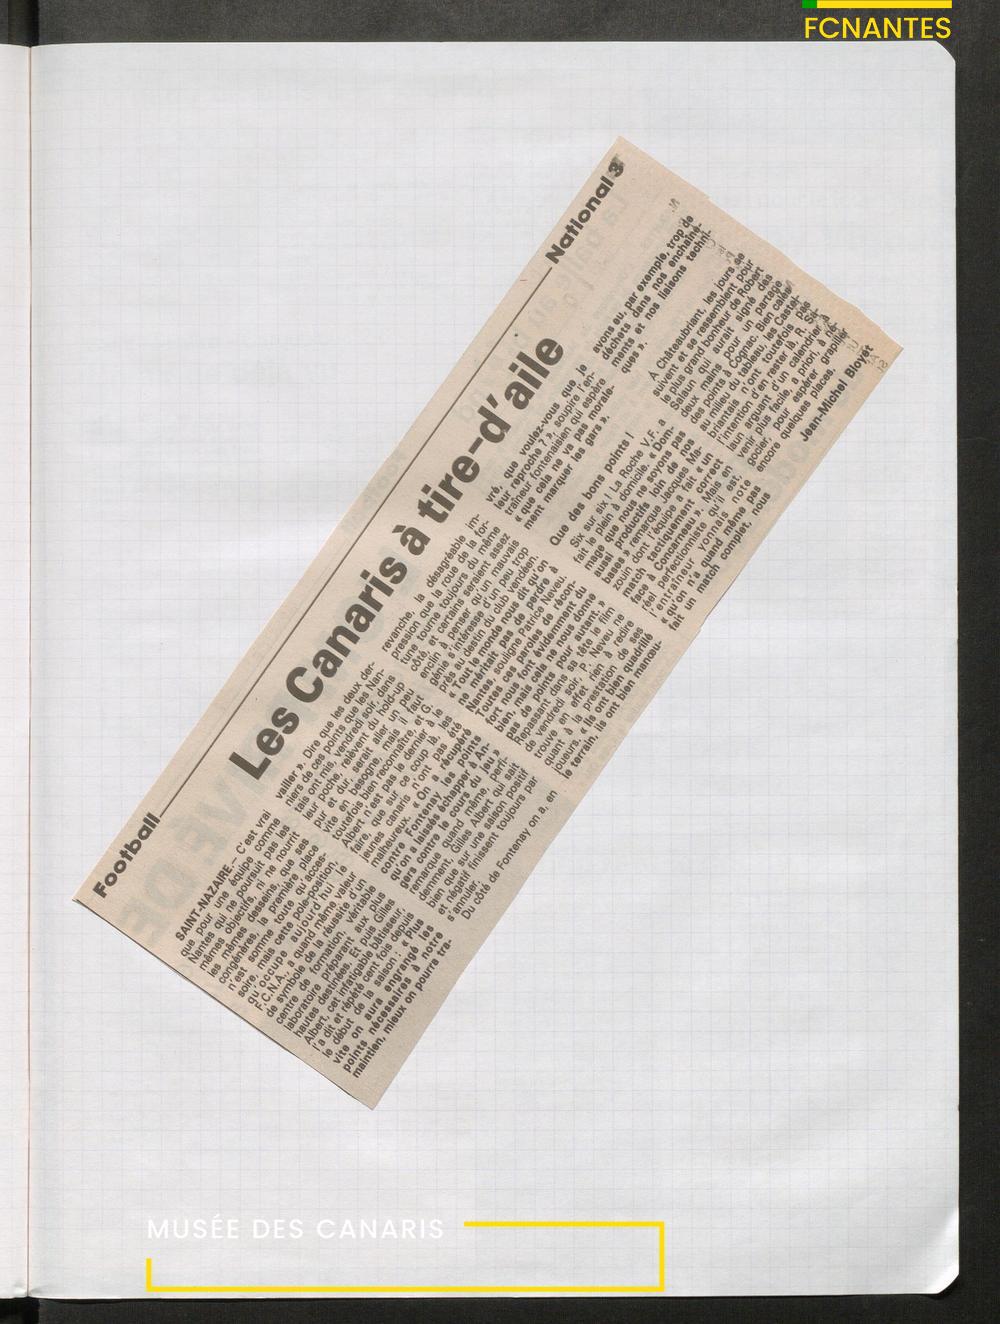 FCNANTES
Football
National 3
Les Canaris à tire-d'aile
SAINT-NAZAIRE. — C'est vrai
que pour une équipe comme
Nantes qui ne poursuit pas les
mêmes objectifs, ni ne nourrit
les mêmes desseins, que ses
congénères, la première place
n'est somme toute qu'acces-
soire, mais cette pole-position,
qu'occupe aujourd'hui le
F.C.N.A., a quand même valeur
de symbole de la réussite d'un
centre de formation, véritable
laboratoire préparant aux plus
hautes destinées. Et puis Gilles
Albert, cet infatigable bâtisseur,
l'a dit et répété cent fois depuis
le début de la saison : « Plus
vite on aura engrangé les
points nécessaires à notre
maintien, mieux on pourra tra-
vailler ». Dire que les deux der-
niers de ces points que les Nan-
tais ont mis, vendredi soir, dans
leur poche, relèvent du hold-up
pur et dur, serait aller un peu
vite en besogne, mais il faut
toutefois bien reconnaître, et G.
Albert n'est pas le dernier à le
faire, que sur ce coup là, les
jeunes canaris n'ont pas été
malheureux. « On a récupéré
contre Fontenay les points
qu'on a laissés échapper à An-
gers contre le cours du jeu »
remarque quand même, perfi-
demment, Gilles Albert qui sait
bien que sur une saison positif
et négatif finissent toujours par
s'annuler.
Du côté de Fontenay on a, en
revanche, la désagréable im-
pression que la roue de la for-
tune tourne toujours du même
côté, et certains seraient assez
enclin à penser qu'un mauvais
génie s'intéresse d'un peu trop
près au destin du club vendéen.
« Tout le monde nous dit qu'on
ne méritait pas de perdre à
Nantes, souligne Patrice Neveu.
Toutes ces paroles de récon-
fort nous font évidemment du
bien, mais cela ne nous donne
pas de points pour autant. »
Repassant dans sa tête le film
de vendredi soir, P. Neveu ne
trouve en effet rien à redire
quant à la prestation de ses
joueurs. « Ils ont bien quadrillé
le terrain, ils ont bien manœu-
vré, que voulez-vous que je
leur reproche ? », soupire l'en-
traîneur fontenaisien qui espère
« que cela ne va pas morale-
ment marquer les gars ».
Que des bons points !
Six sur six ! La Roche V.F. a
fait le plein à domicile. « Dom-
mage que nous ne soyons pas
aussi productifs loin de nos
bases » remarque Jacques Ma-
nour dont l'équipe a fait « un
match tactiquement correct
face à Concerneau ». Mais en
réel perfectionniste qu'il est,
l'entraîneur yonnais note
« qu'on n'a quand même pas
fait un match complet, nous
avons eu, par exemple, trop de
déchets dans nos enchaîne-
ments et nos liaisons techni-
ques ».
A Châteaubriant, les jours se
suivent et se ressemblent pour
le plus grand bonheur de Robert
Salaun qui aurait signé des
deux mains pour un partage
des points à Cognac. Bien calés
au milieu du tableau, les Castel-
briantais n'ont toutefois pas
l'intention d'en rester là, R. Sa-
laun arguant d'un calendrier à
venir plus facile, a priori, à né-
gocier, pour espérer grapiller
encore quelques places.
Jean-Michel Bloyet
MUSÉE DES CANARIS